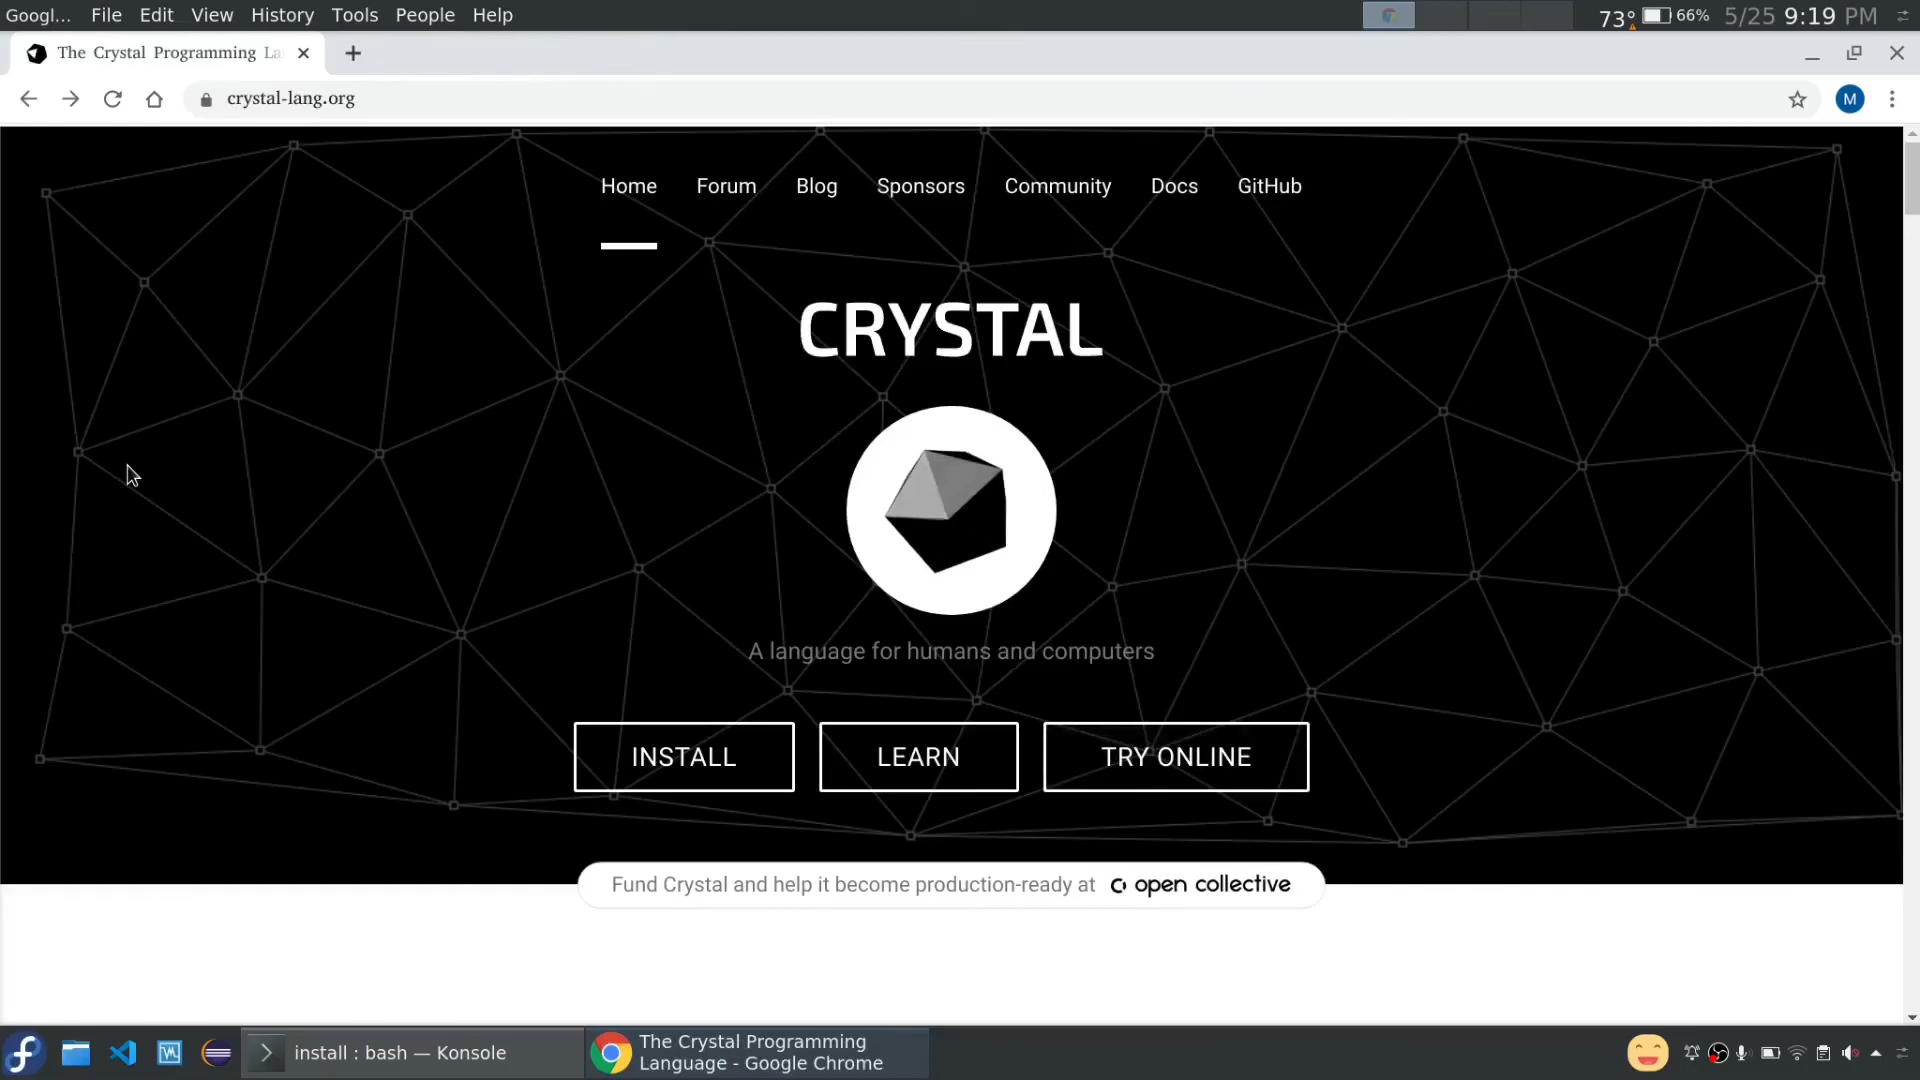 Googl... File Edit View History Tools People Help 73° 66% 5/25 9:19 PM
The Crystal Programming La
crystal-lang.org M
Home Forum Blog Sponsors Community Docs GitHub
CRYSTAL
A language for humans and computers
INSTALL LEARN TRY ONLINE
Fund Crystal and help it become production-ready at open collective
install : bash — Konsole
The Crystal Programming
Language - Google Chrome